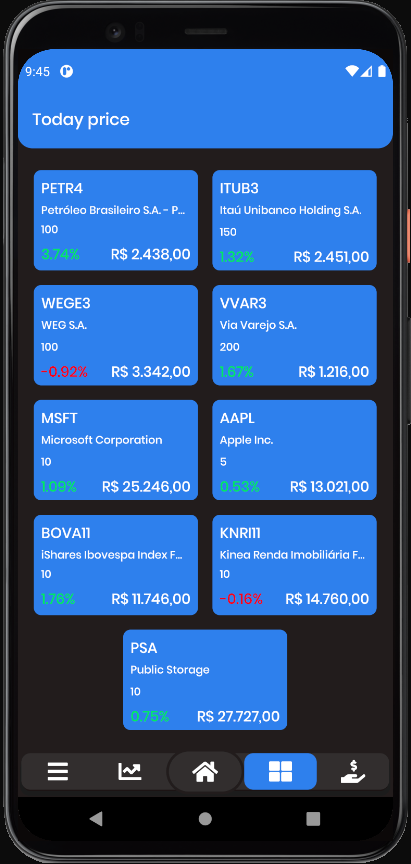 9:45
Today price
PETR4
Petróleo Brasileiro S.A. - P...
100
3.74% R$ 2.438,00
ITUB3
Itaú Unibanco Holding S.A.
150
1.32% R$ 2.451,00
WEGE3
WEG S.A.
100
-0.92% R$ 3.342,00
VVAR3
Via Varejo S.A.
200
1.67% R$ 1.216,00
MSFT
Microsoft Corporation
10
1.09% R$ 25.246,00
AAPL
Apple Inc.
5
0.53% R$ 13.021,00
BOVA11
iShares Ibovespa Index F...
10
1.76% R$ 11.746,00
KNRI11
Kinea Renda Imobiliária F...
10
-0.16% R$ 14.760,00
PSA
Public Storage
10
0.75% R$ 27.727,00